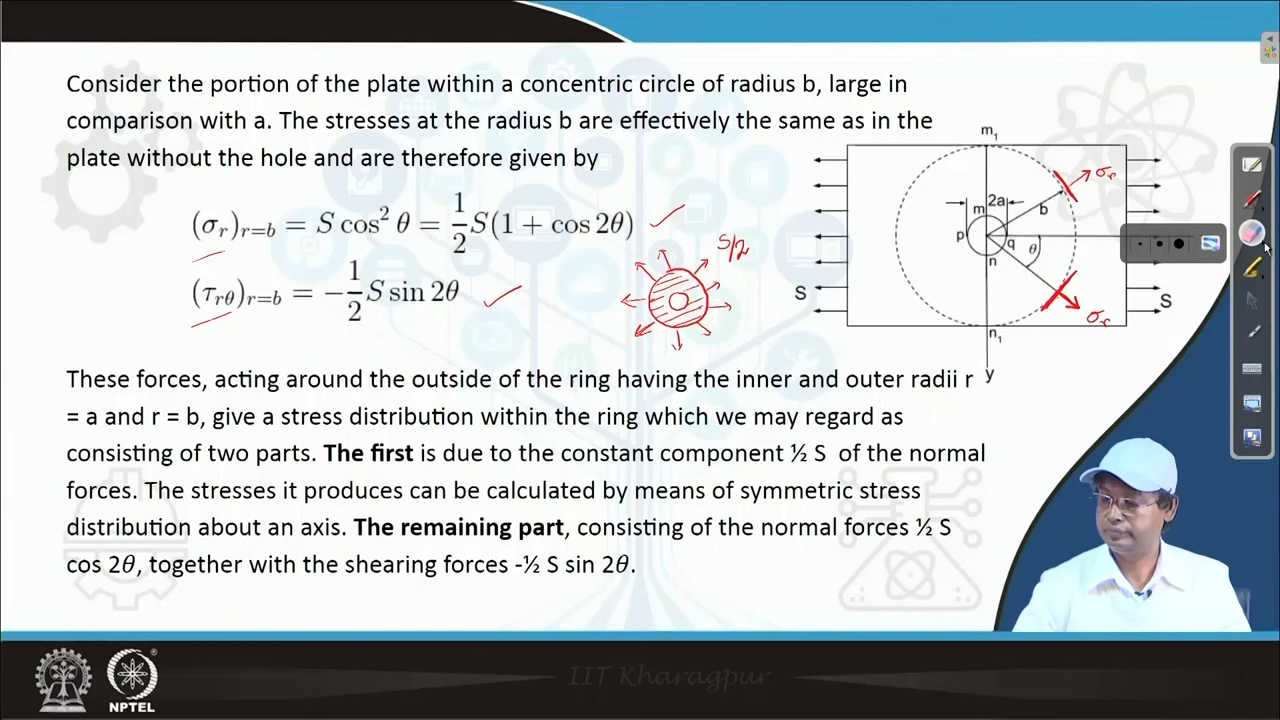 Consider the portion of the plate within a concentric circle of radius b, large in
comparison with a. The stresses at the radius b are effectively the same as in the
plate without the hole and are therefore given by
(σᵣ)ᵣ₌b = S cos² θ = 1/2 S(1 + cos 2θ)
(τᵣθ)ᵣ₌b = −1/2 S sin 2θ
S/2
m₁
σᵣ
2a
m
b
p
q
θ
n
S
S
σᵣ
n₁
y
These forces, acting around the outside of the ring having the inner and outer radii r
= a and r = b, give a stress distribution within the ring which we may regard as
consisting of two parts. The first is due to the constant component ½ S of the normal
forces. The stresses it produces can be calculated by means of symmetric stress
distribution about an axis. The remaining part, consisting of the normal forces ½ S
cos 2θ, together with the shearing forces -½ S sin 2θ.
NPTEL
IIT Kharagpur